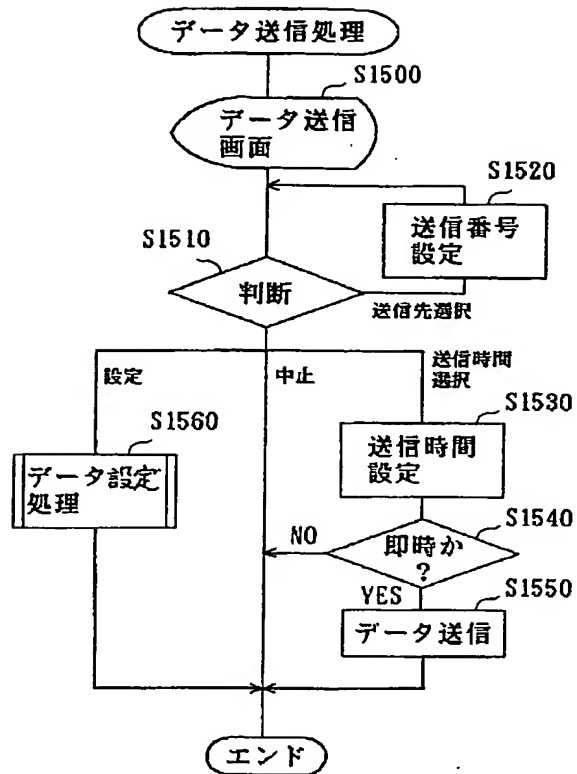 データ送信処理
S1500
データ送信
画面
S1520
送信番号
設定
S1510
判断
送信先選択
設定
中止
送信時間
選択
S1560
S1530
データ設定
処理
送信時間
設定
S1540
NO
即時か
?
YES
S1550
データ送信
エンド